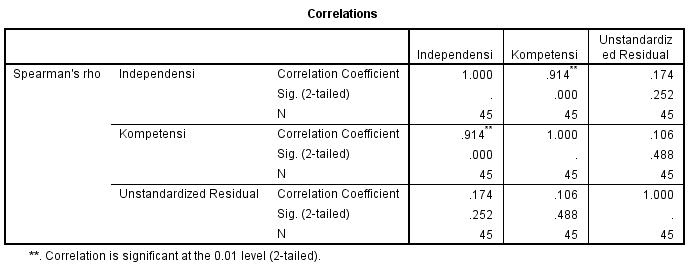 Correlations
Unstandardiz
Independensi Kompetensi ed Residual
Spearman's rho Independensi Correlation Coefficient 1.000 .914** .174
Sig. (2-tailed) . .000 .252
N 45 45 45
Kompetensi Correlation Coefficient .914** 1.000 .106
Sig. (2-tailed) .000 . .488
N 45 45 45
Unstandardized Residual Correlation Coefficient .174 .106 1.000
Sig. (2-tailed) .252 .488 .
N 45 45 45
**. Correlation is significant at the 0.01 level (2-tailed).